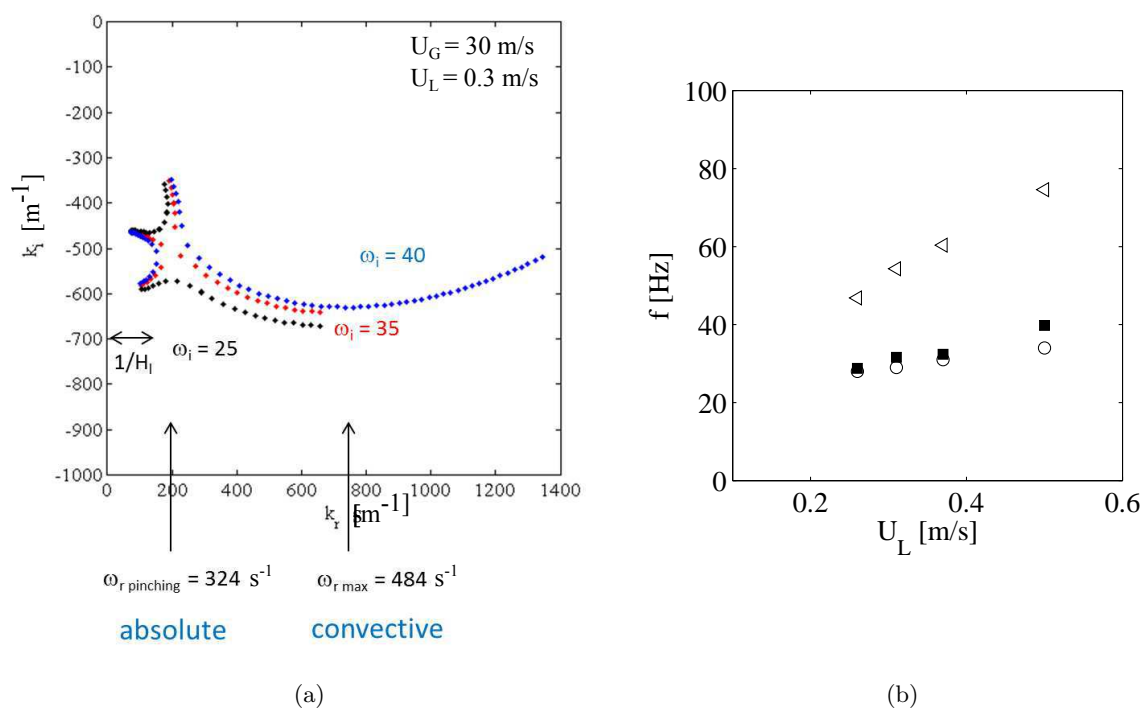 0
-100
-200
-300
-400
-500
-600
-700
-800
-900
-1000
k_i [m^-1]
U_G = 30 m/s
U_L = 0.3 m/s
ω_i = 40
ω_i = 35
ω_i = 25
1/H_l
0 200 400 600 800 1000 1200 1400
k_r [m^-1]
ω_r pinching = 324 s^-1
ω_r max = 484 s^-1
absolute
convective
(a)
100
80
60
40
20
0
f [Hz]
0.2 0.4 0.6
U_L [m/s]
(b)